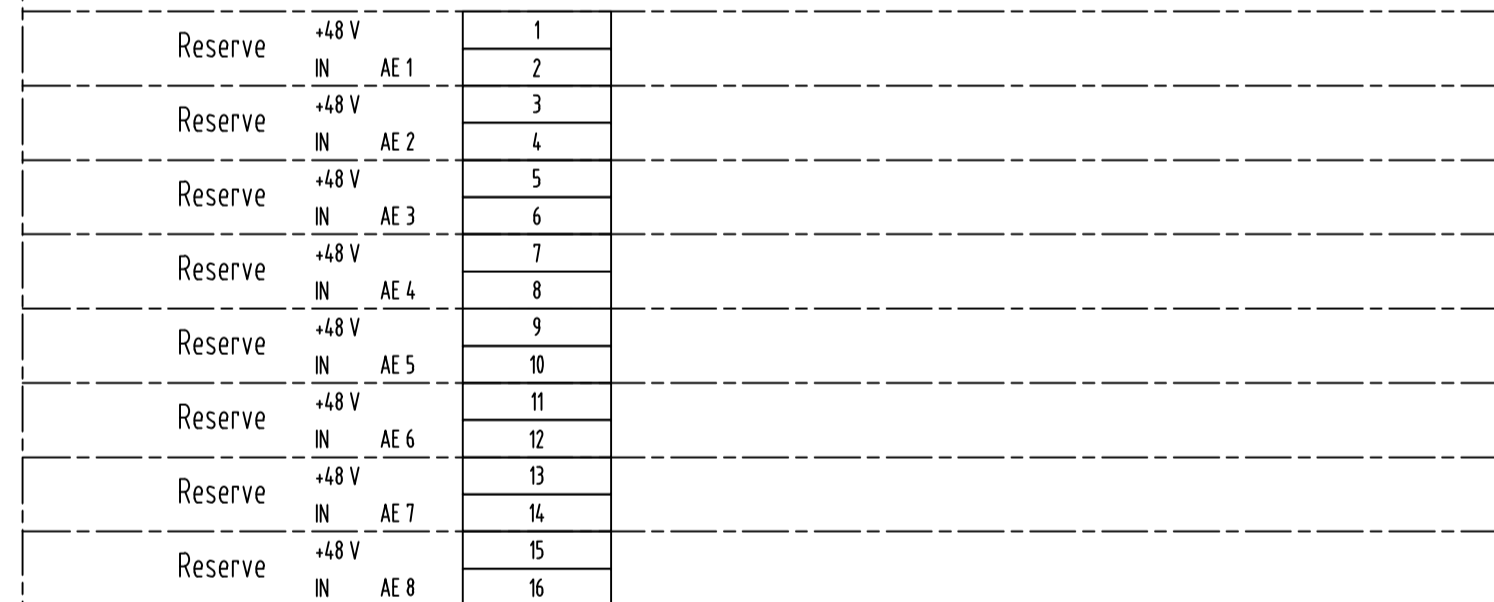 Reserve +48 V 1
IN AE 1 2
Reserve +48 V 3
IN AE 2 4
Reserve +48 V 5
IN AE 3 6
Reserve +48 V 7
IN AE 4 8
Reserve +48 V 9
IN AE 5 10
Reserve +48 V 11
IN AE 6 12
Reserve +48 V 13
IN AE 7 14
Reserve +48 V 15
IN AE 8 16